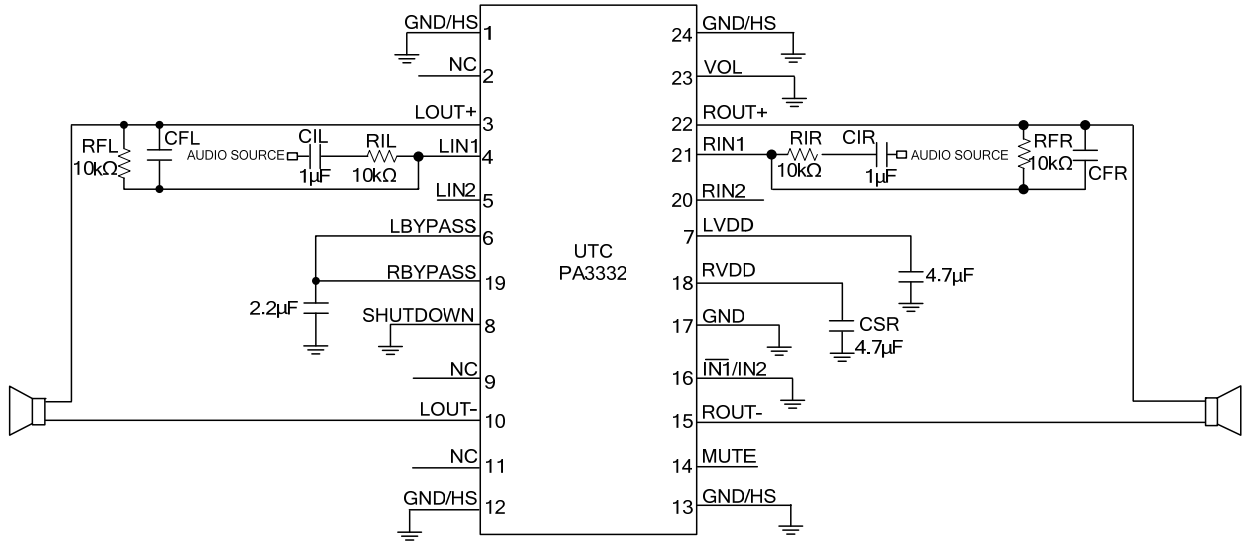 GND/HS
1
NC
2
LOUT+
3
RFL
10kΩ
CFL
AUDIO SOURCE
CIL
1µF
RIL
10kΩ
LIN1
4
LIN2
5
LBYPASS
6
RBYPASS
19
2.2µF
SHUTDOWN
8
NC
9
LOUT-
10
NC
11
GND/HS
12
UTC
PA3332
GND/HS
24
VOL
23
ROUT+
22
RIN1
21
RIR
10kΩ
CIR
1µF
AUDIO SOURCE
RFR
10kΩ
CFR
RIN2
20
LVDD
7
4.7µF
RVDD
18
CSR
4.7µF
GND
17
IN1/IN2
16
ROUT-
15
MUTE
14
GND/HS
13